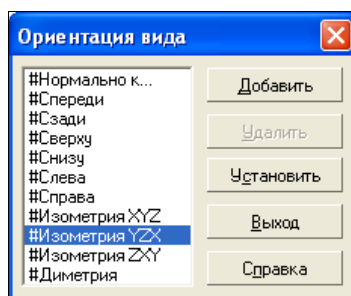 Ориентация вида
#Нормально к...
#Спереди
#Сзади
#Сверху
#Снизу
#Слева
#Справа
#Изометрия XYZ
#Изометрия YZX
#Изометрия ZXY
#Диметрия
Добавить
Удалить
Установить
Выход
Справка